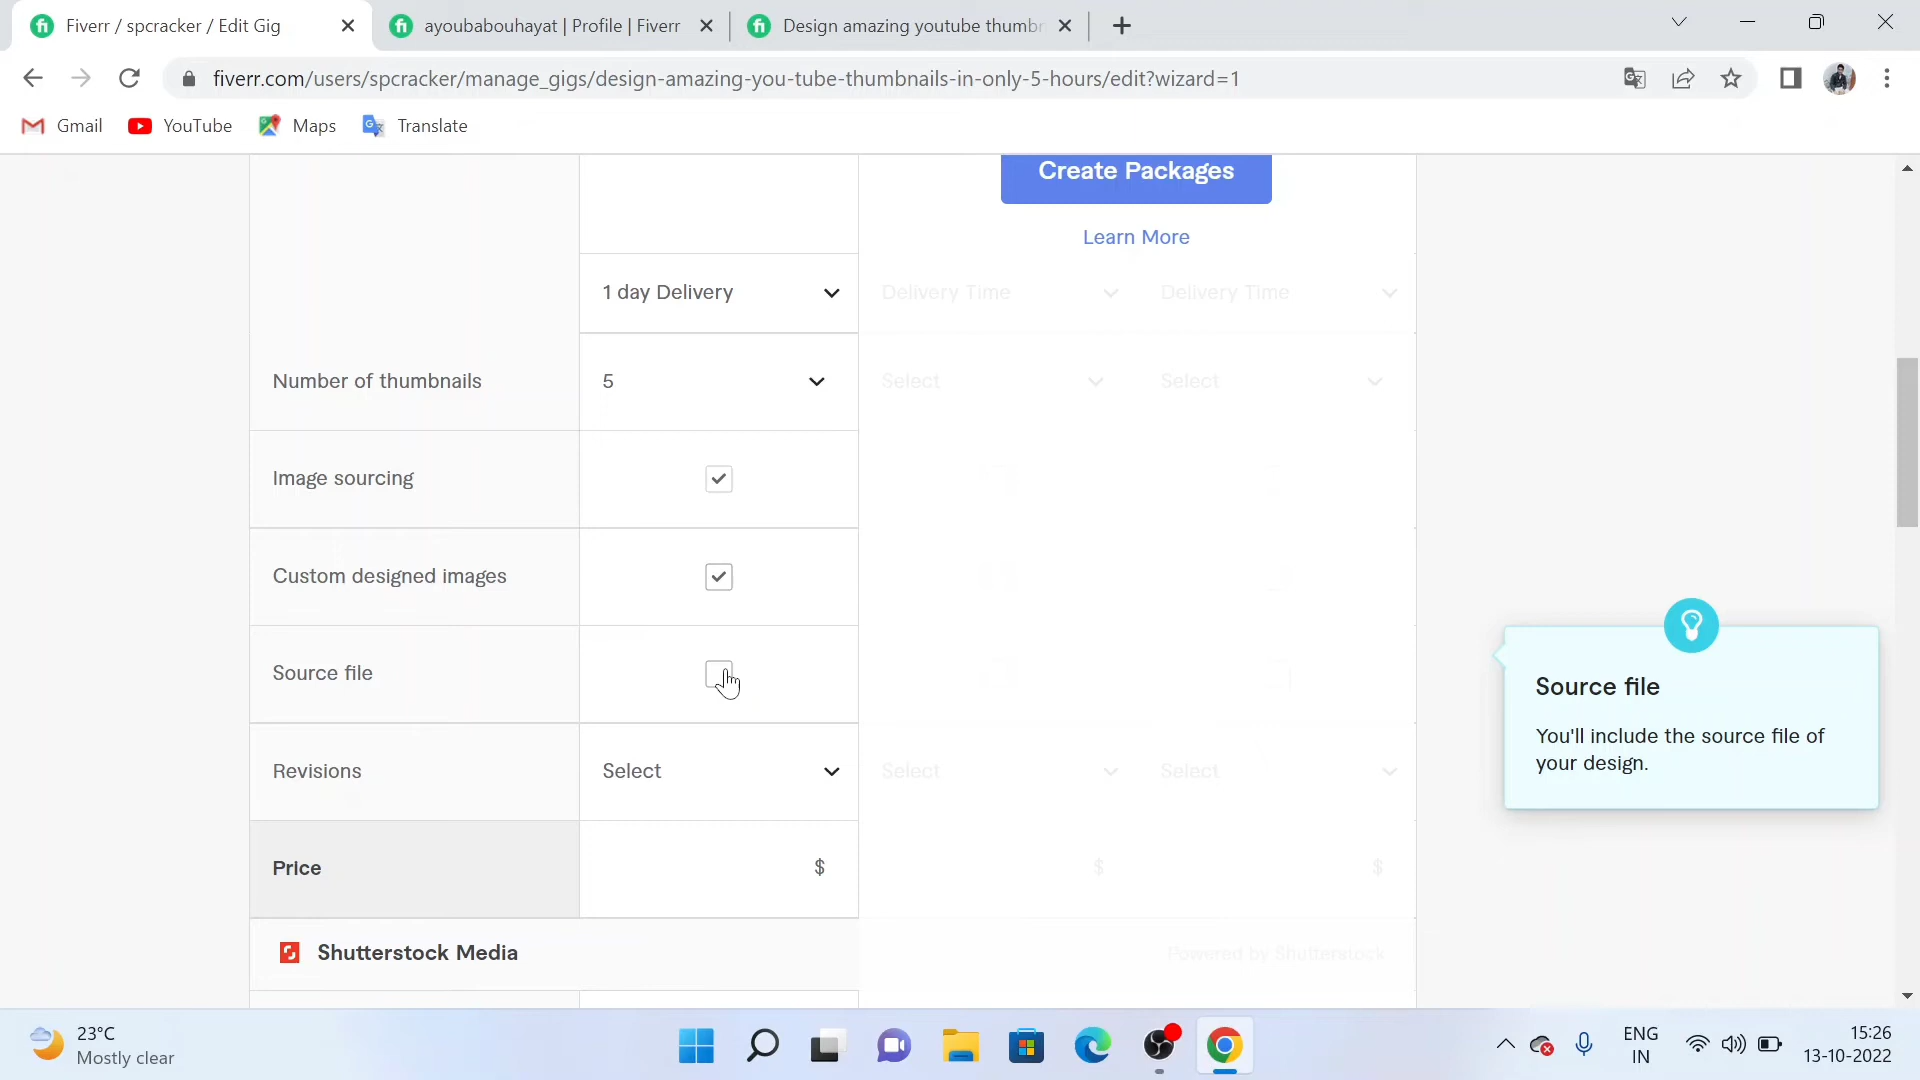 Fiverr / spcracker / Edit Gig
ayoubabouhayat | Profile | Fiverr
Design amazing youtube thumbn
fiverr.com/users/spcracker/manage_gigs/design-amazing-you-tube-thumbnails-in-only-5-hours/edit?wizard=1
Gmail
YouTube
Maps
Translate
Create Packages
Learn More
1 day Delivery
Delivery Time
Delivery Time
Number of thumbnails
5
Select
Select
Image sourcing
Custom designed images
Source file
Source file
You'll include the source file of
your design.
Revisions
Select
Select
Select
Price
$
$
$
Shutterstock Media
Powered by Shutterstock
23°C
Mostly clear
ENG
IN
15:26
13-10-2022